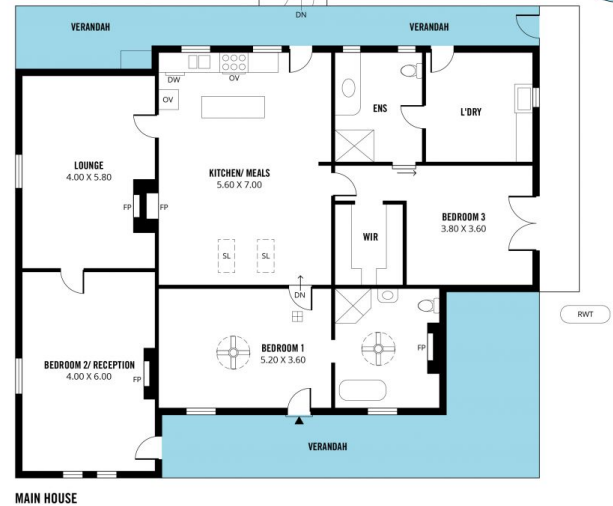 DN
VERANDAH
VERANDAH
DW
OV
OV
ENS
L'DRY
LOUNGE
4.00 X 5.80
KITCHEN/ MEALS
5.60 X 7.00
FP
FP
BEDROOM 3
3.80 X 3.60
WIR
SL
SL
DN
RWT
BEDROOM 2/ RECEPTION
4.00 X 6.00
FP
BEDROOM 1
5.20 X 3.60
FP
VERANDAH
MAIN HOUSE